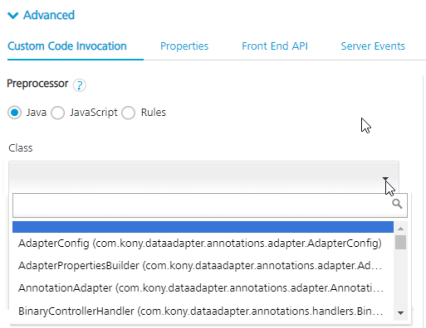 Advanced
Custom Code Invocation Properties Front End API Server Events
Preprocessor ?
Java JavaScript Rules
Class
AdapterConfig (com.kony.dataadapter.annotations.adapter.AdapterConfig)
AdapterPropertiesBuilder (com.kony.dataadapter.annotations.adapter.Ad...
AnnotationAdapter (com.kony.dataadapter.annotations.adapter.Annotati...
BinaryControllerHandler (com.kony.dataadapter.annotations.handlers.Bin...